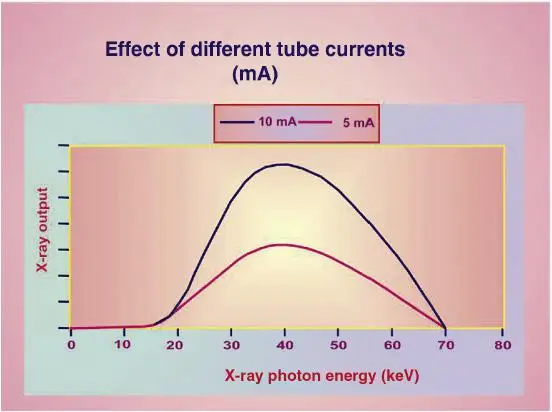 Effect of different tube currents
(mA)
10 mA 5 mA
X-ray output
0 10 20 30 40 50 60 70 80
X-ray photon energy (keV)